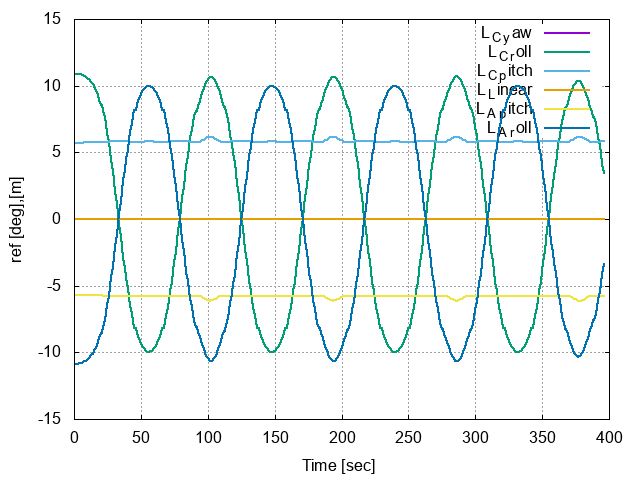 15
10
5
0
-5
-10
-15
ref [deg],[m]
L_Cyaw
L_Croll
L_Cpitch
L_Linear
L_Apitch
L_Aroll
0 50 100 150 200 250 300 350 400
Time [sec]